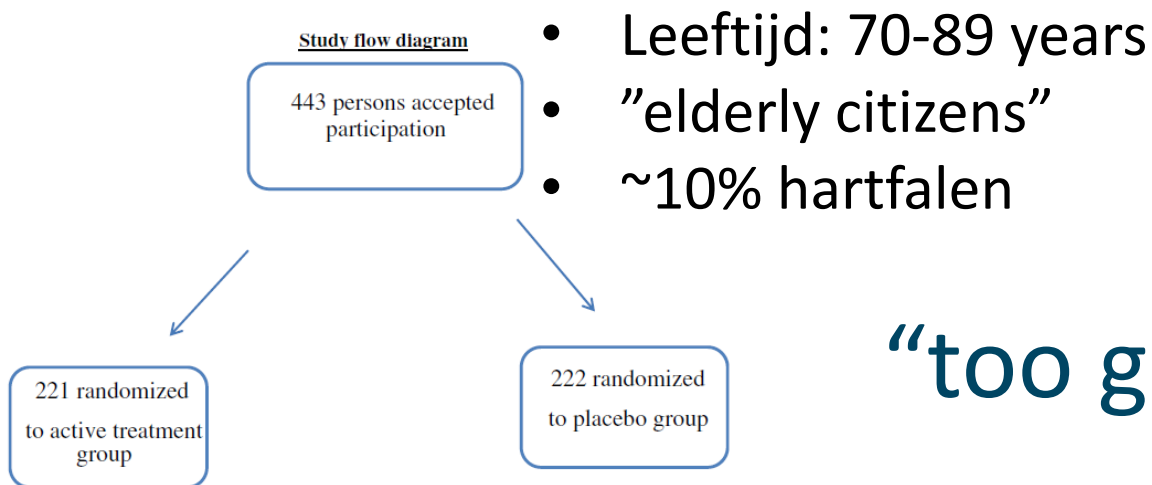 Study flow diagram
443 persons accepted
participation
221 randomized
to active treatment
group
222 randomized
to placebo group
• Leeftijd: 70-89 years
• ”elderly citizens”
• ~10% hartfalen
“too g